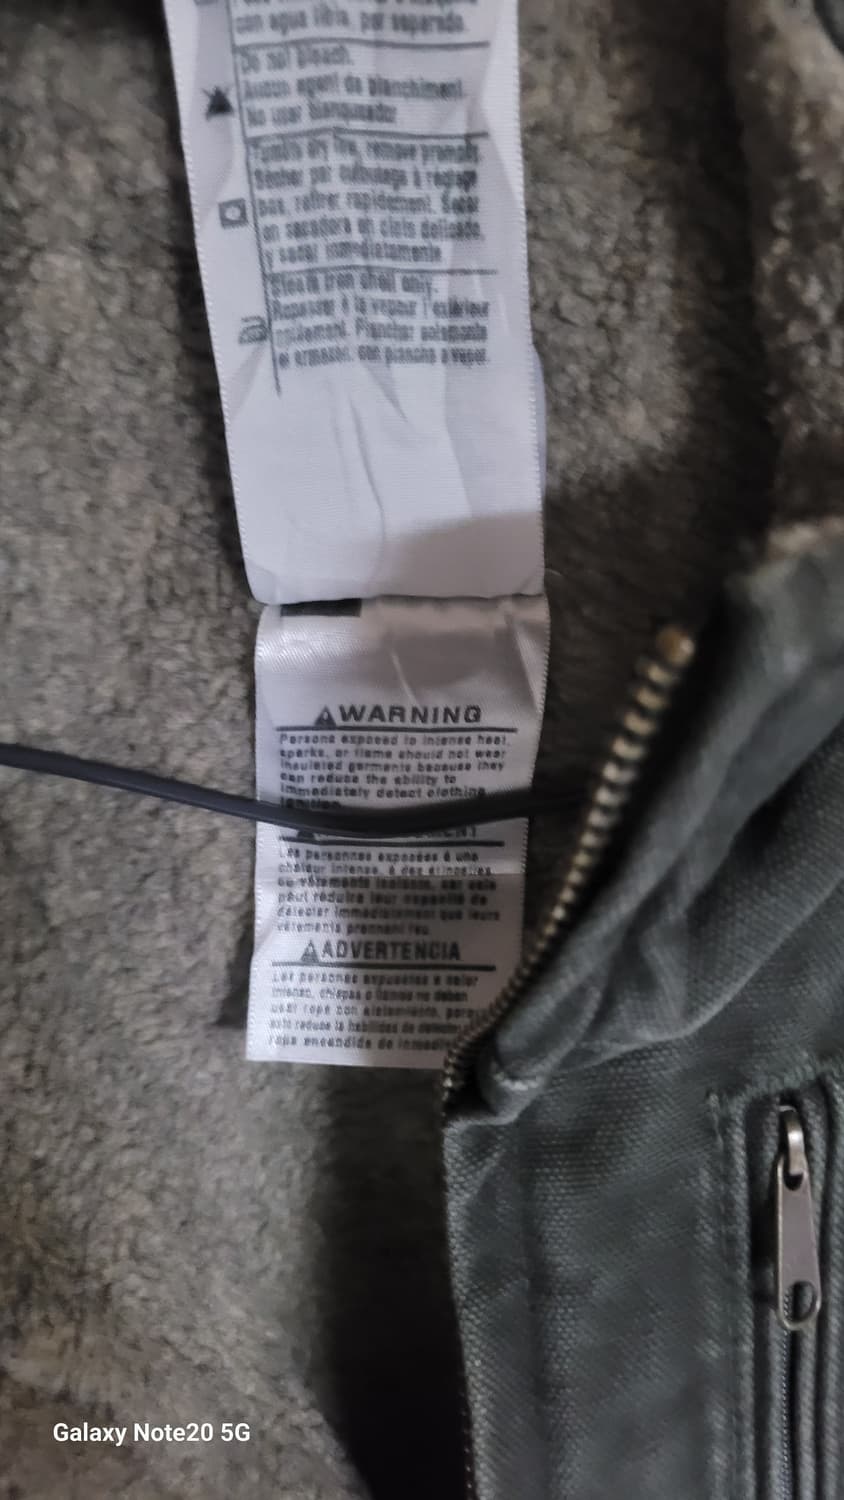 con agua tibia, por separado.
Do not bleach.
Aucun agent de blanchiment.
No usar blanqueador
Tumble dry low, remove promptly.
Sécher par culbutage à réglage
bas, retirer rapidement. Secar
en secadora en ciclo delicado,
y sacar inmediatamente.
Steam iron shell only.
Repasser à la vapeur l'extérieur
seulement. Planchar solamente
el armazón, con plancha a vapor.
WARNING
Persons exposed to intense heat,
sparks, or flame should not wear
insulated garments because they
can reduce the ability to
immediately detect clothing
ignition.
Les personnes exposées à une
chaleur intense, à des étincelles
vêtements isolants, car cela
peut réduire leur capacité de
détecter immédiatement que leurs
vêtements prennent feu.
ADVERTENCIA
Las personas expuestas a calor
intenso, chispas o llamas no deben
usar ropa con aislamiento, porque
esto reduce la habilidad de
ropa encendida de
Galaxy Note20 5G